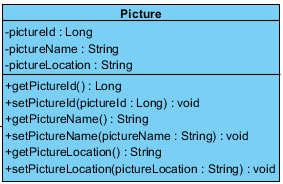 Picture
-pictureId : Long
-pictureName : String
-pictureLocation : String
+getPictureId() : Long
+setPictureId(pictureId : Long) : void
+getPictureName() : String
+setPictureName(pictureName : String) : void
+getPictureLocation() : String
+setPictureLocation(pictureLocation : String) : void